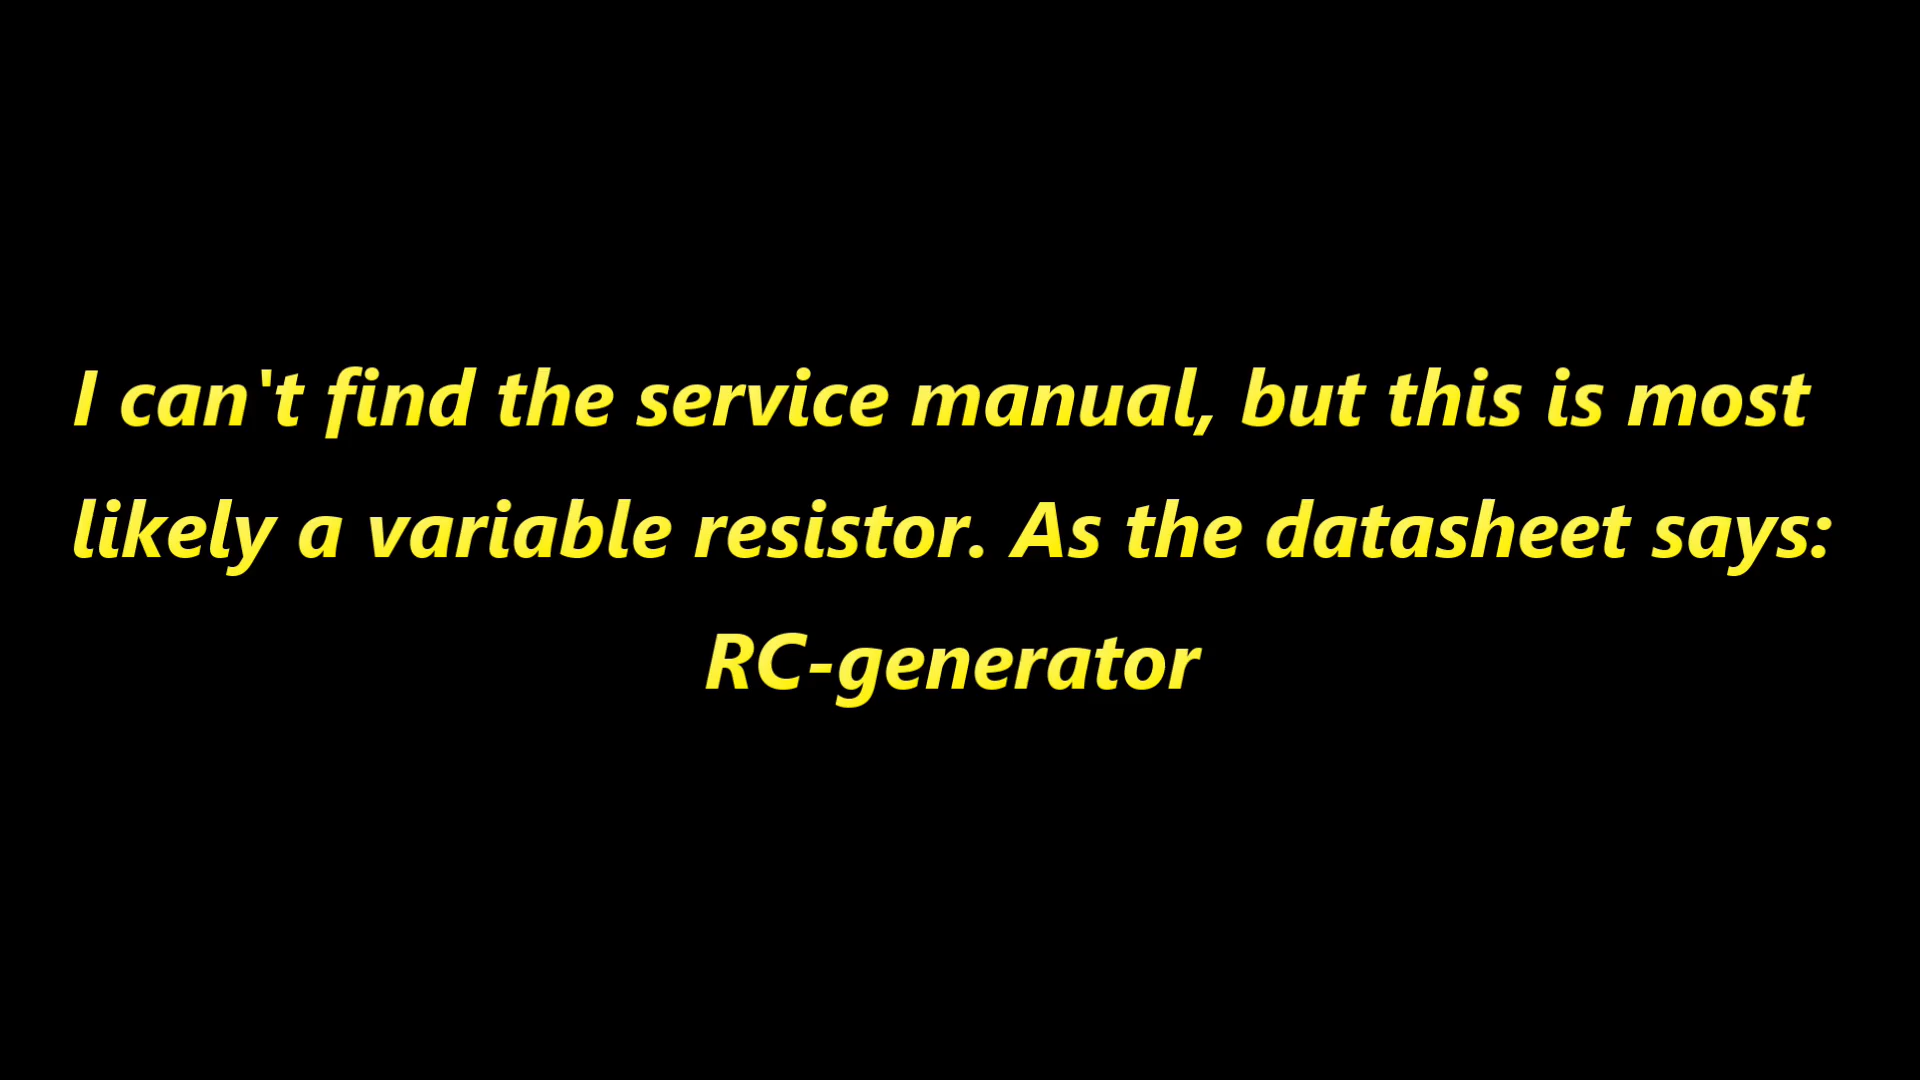 I can't find the service manual, but this is most
likely a variable resistor. As the datasheet says:
RC-generator